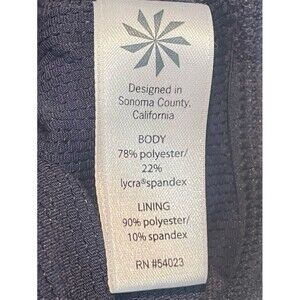 Designed in
Sonoma County,
California
BODY
78% polyester/
22%
lycra®spandex
LINING
90% polyester/
10% spandex
RN #54023